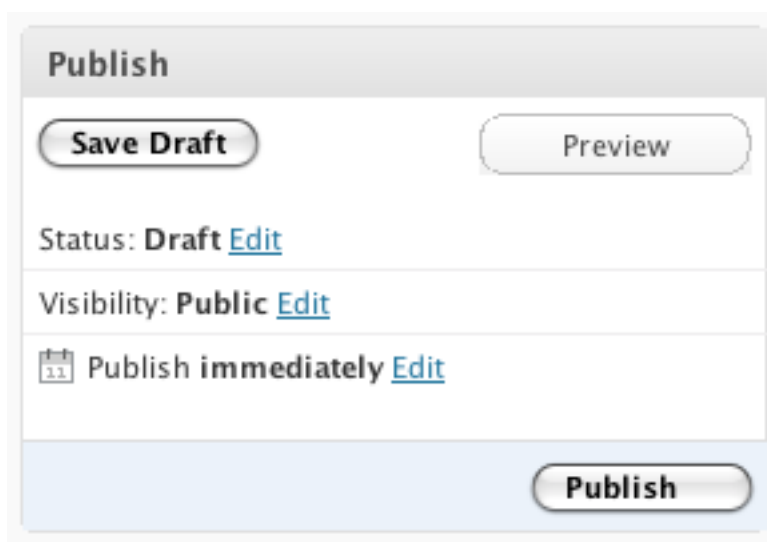 Publish
Save Draft Preview
Status: Draft Edit
Visibility: Public Edit
11 Publish immediately Edit
Publish